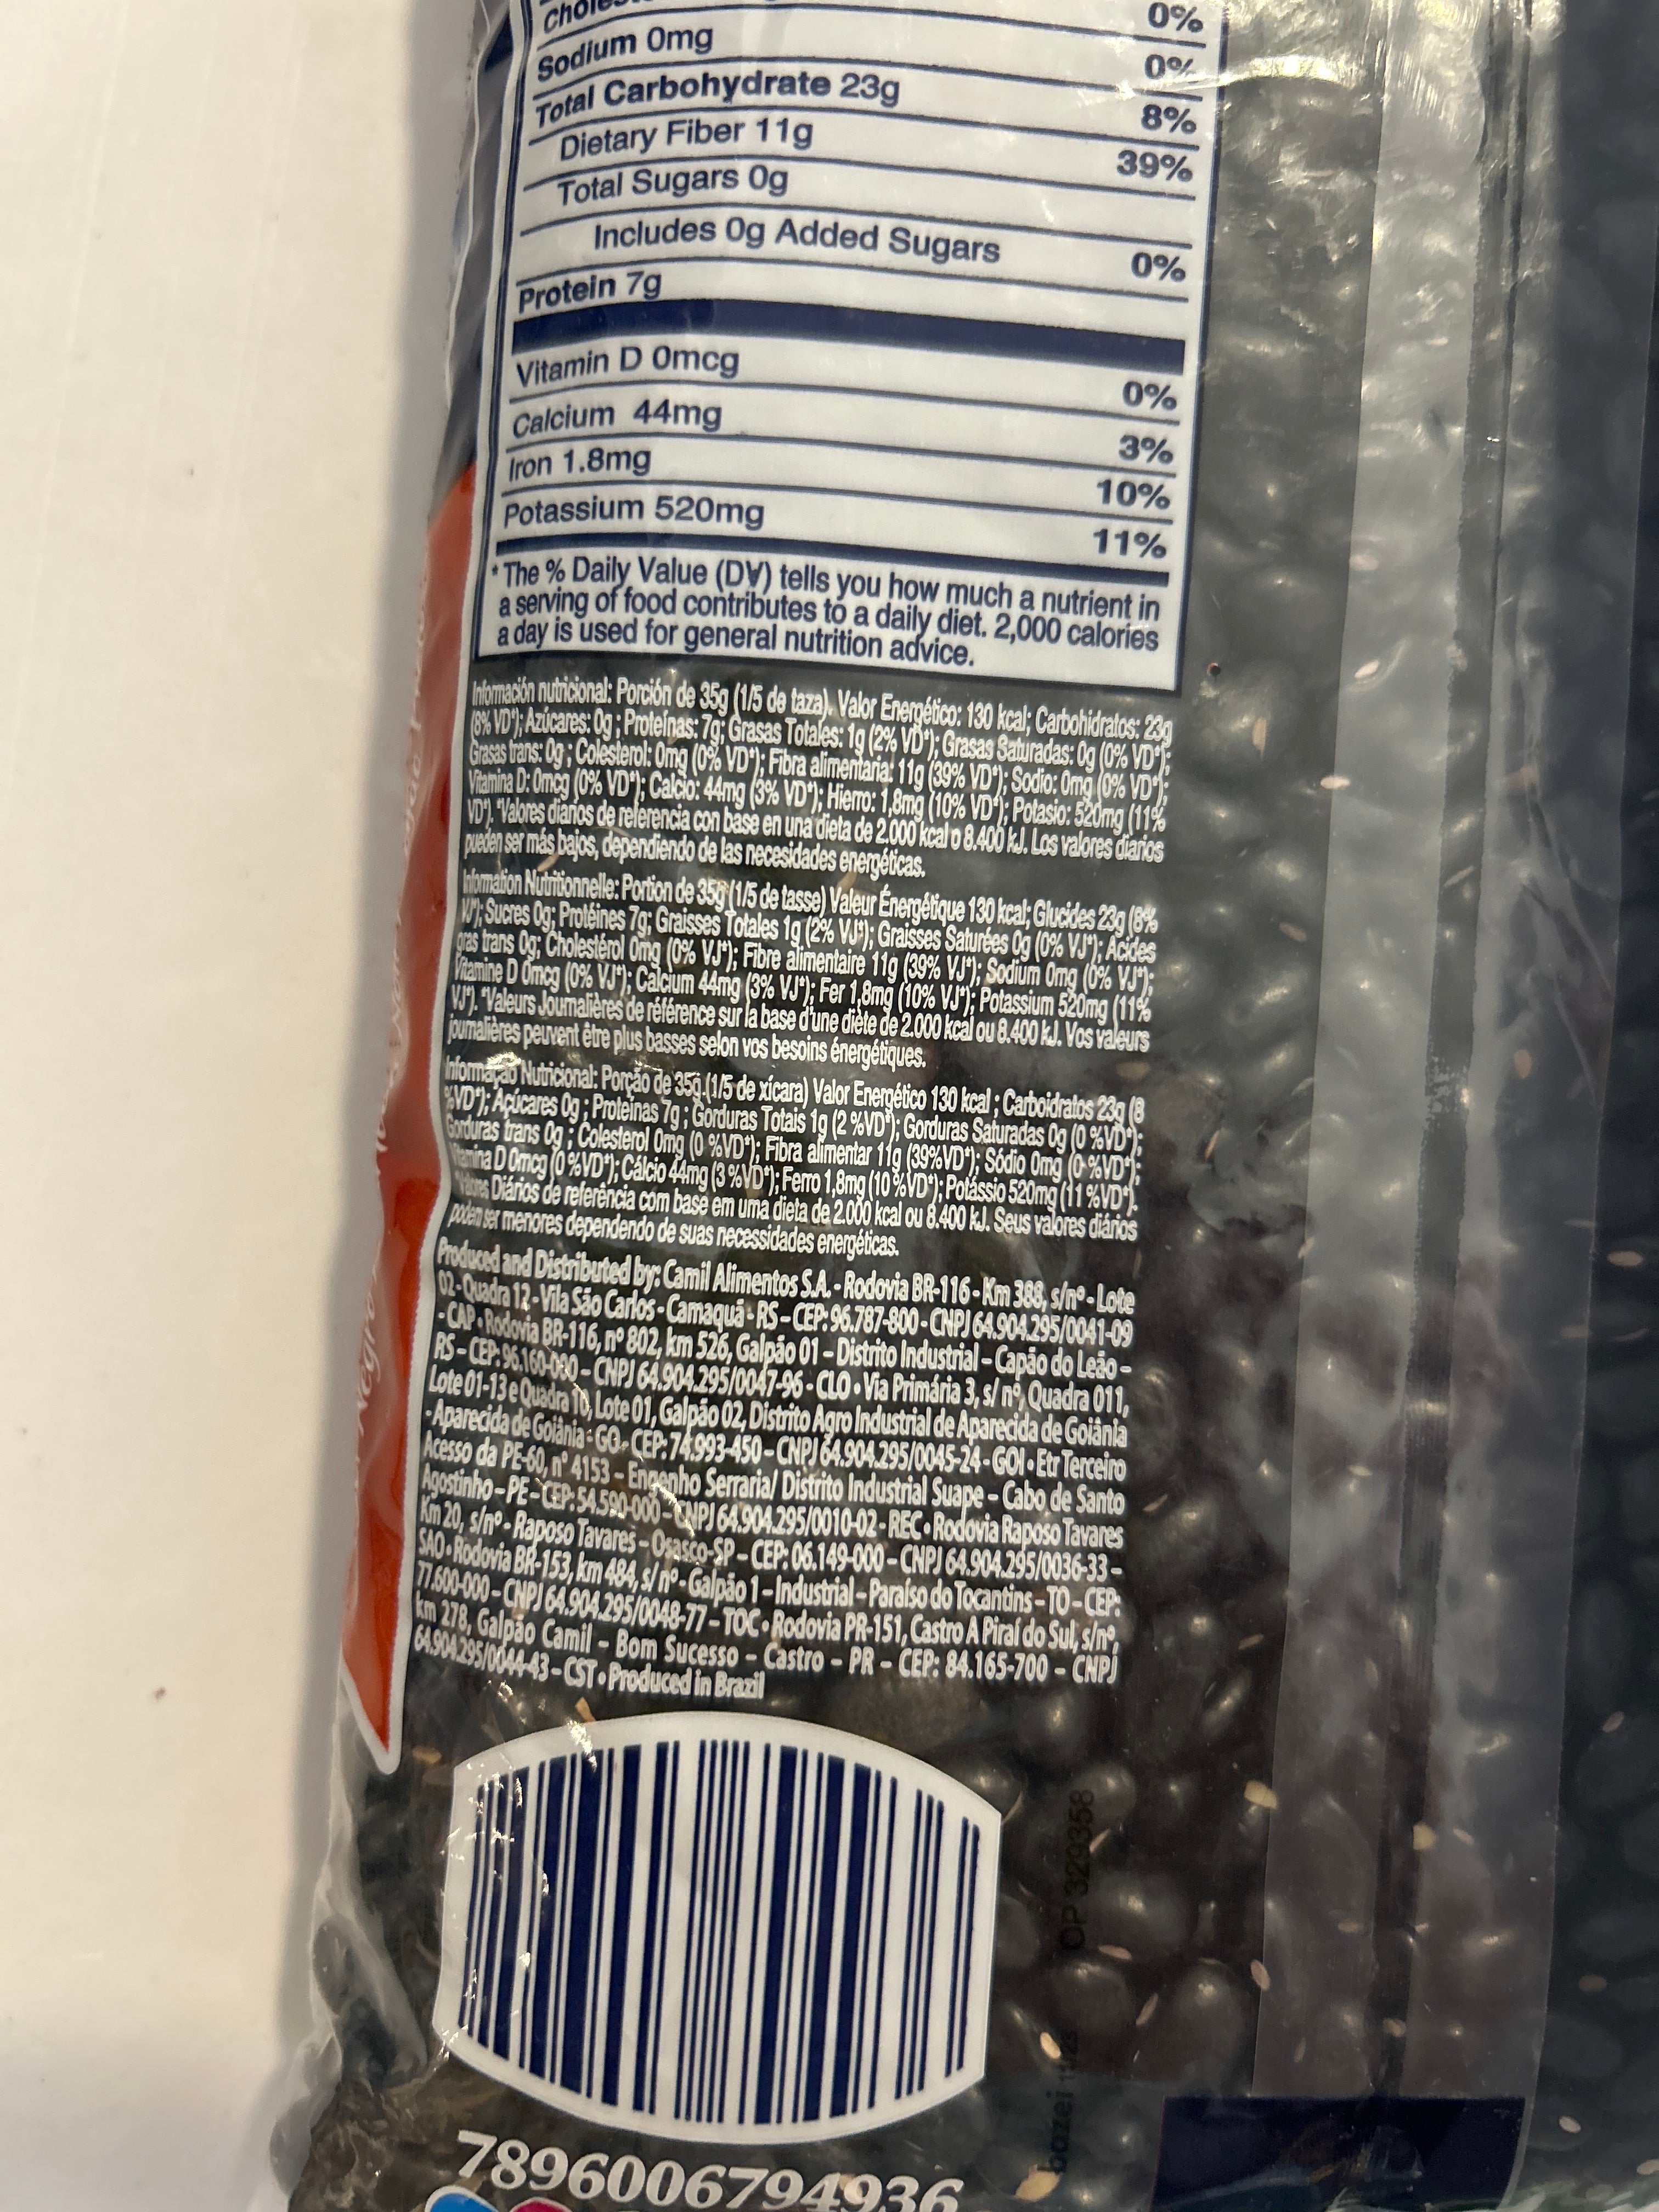 0%
Sodium 0mg 0%
Total Carbohydrate 23g 8%
Dietary Fiber 11g 39%
Total Sugars 0g
Includes 0g Added Sugars 0%
Protein 7g
Vitamin D 0mcg 0%
Calcium 44mg 3%
Iron 1.8mg 10%
Potassium 520mg 11%
* The % Daily Value (DV) tells you how much a nutrient in
a serving of food contributes to a daily diet. 2,000 calories
a day is used for general nutrition advice.
Información nutricional: Porción de 35g (1/5 de taza). Valor Energético: 130 kcal; Carbohidratos: 23g
(8% VD*); Azúcares: 0g ; Proteínas: 7g; Grasas Totales: 1g (2% VD*); Grasas Saturadas: 0g (0% VD*);
Grasas trans: 0g ; Colesterol: 0mg (0% VD*); Fibra alimentaria: 11g (39% VD*); Sodio: 0mg (0% VD*);
Vitamina D: 0mcg (0% VD*); Calcio: 44mg (3% VD*); Hierro: 1,8mg (10% VD*); Potasio: 520mg (11%
VD*). *Valores diarios de referencia con base en una dieta de 2.000 kcal o 8.400 kJ. Los valores diarios
pueden ser más bajos, dependiendo de las necesidades energéticas.
Information Nutritionnelle: Portion de 35g (1/5 de tasse) Valeur Énergétique 130 kcal; Glucides 23g (8%
VJ*); Sucres 0g; Protéines 7g; Graisses Totales 1g (2% VJ*); Graisses Saturées 0g (0% VJ*); Acides
gras trans 0g; Cholestérol 0mg (0% VJ*); Fibre alimentaire 11g (39% VJ*); Sodium 0mg (0% VJ*);
Vitamine D 0mcg (0% VJ*); Calcium 44mg (3% VJ*); Fer 1,8mg (10% VJ*); Potassium 520mg (11%
VJ*). *Valeurs Journalières de référence sur la base d'une diète de 2.000 kcal ou 8.400 kJ. Vos valeurs
journalières peuvent être plus basses selon vos besoins énergétiques.
Informação Nutricional: Porção de 35g (1/5 de xícara) Valor Energético 130 kcal ; Carboidratos 23g (8
%VD*); Açúcares 0g ; Proteínas 7g ; Gorduras Totais 1g (2 %VD*); Gorduras Saturadas 0g (0 %VD*);
Gorduras trans 0g ; Colesterol 0mg (0 %VD*); Fibra alimentar 11g (39%VD*); Sódio 0mg (0 %VD*);
Vitamina D 0mcg (0 %VD*); Cálcio 44mg (3 %VD*); Ferro 1,8mg (10 %VD*); Potássio 520mg (11 %VD*).
Valores Diários de referência com base em uma dieta de 2.000 kcal ou 8.400 kJ. Seus valores diários
podem ser menores dependendo de suas necessidades energéticas.
Produced and Distributed by: Camil Alimentos S.A. - Rodovia BR-116 - Km 388, s/nº - Lote
02 - Quadra 12 - Vila São Carlos - Camaquã - RS – CEP: 96.787-800 - CNPJ 64.904.295/0041-09
- CAP • Rodovia BR-116, nº 802, km 526, Galpão 01 – Distrito Industrial – Capão do Leão –
RS – CEP: 96.160-000 – CNPJ 64.904.295/0047-96 - CLO • Via Primária 3, s/ nº, Quadra 011,
Lote 01-13 e Quadra 10, Lote 01, Galpão 02, Distrito Agro Industrial de Aparecida de Goiânia
- Aparecida de Goiânia - GO - CEP: 74.993-450 – CNPJ 64.904.295/0045-24 - GOI • Etr Terceiro
Acesso da PE-60, nº 4153 – Engenho Serraria/ Distrito Industrial Suape – Cabo de Santo
Agostinho – PE – CEP: 54.590-000 – CNPJ 64.904.295/0010-02 - REC • Rodovia Raposo Tavares
Km 20, s/nº - Raposo Tavares – Osasco-SP – CEP: 06.149-000 – CNPJ 64.904.295/0036-33 –
SAO • Rodovia BR-153, km 484, s/ nº - Galpão 1 – Industrial – Paraíso do Tocantins – TO – CEP:
77.600-000 – CNPJ 64.904.295/0048-77 – TOC • Rodovia PR-151, Castro A Piraí do Sul, s/nº,
km 278, Galpão Camil – Bom Sucesso – Castro – PR – CEP: 84.165-700 – CNPJ
64.904.295/0044-43 – CST • Produced in Brazil
OP 329358
7896006794936